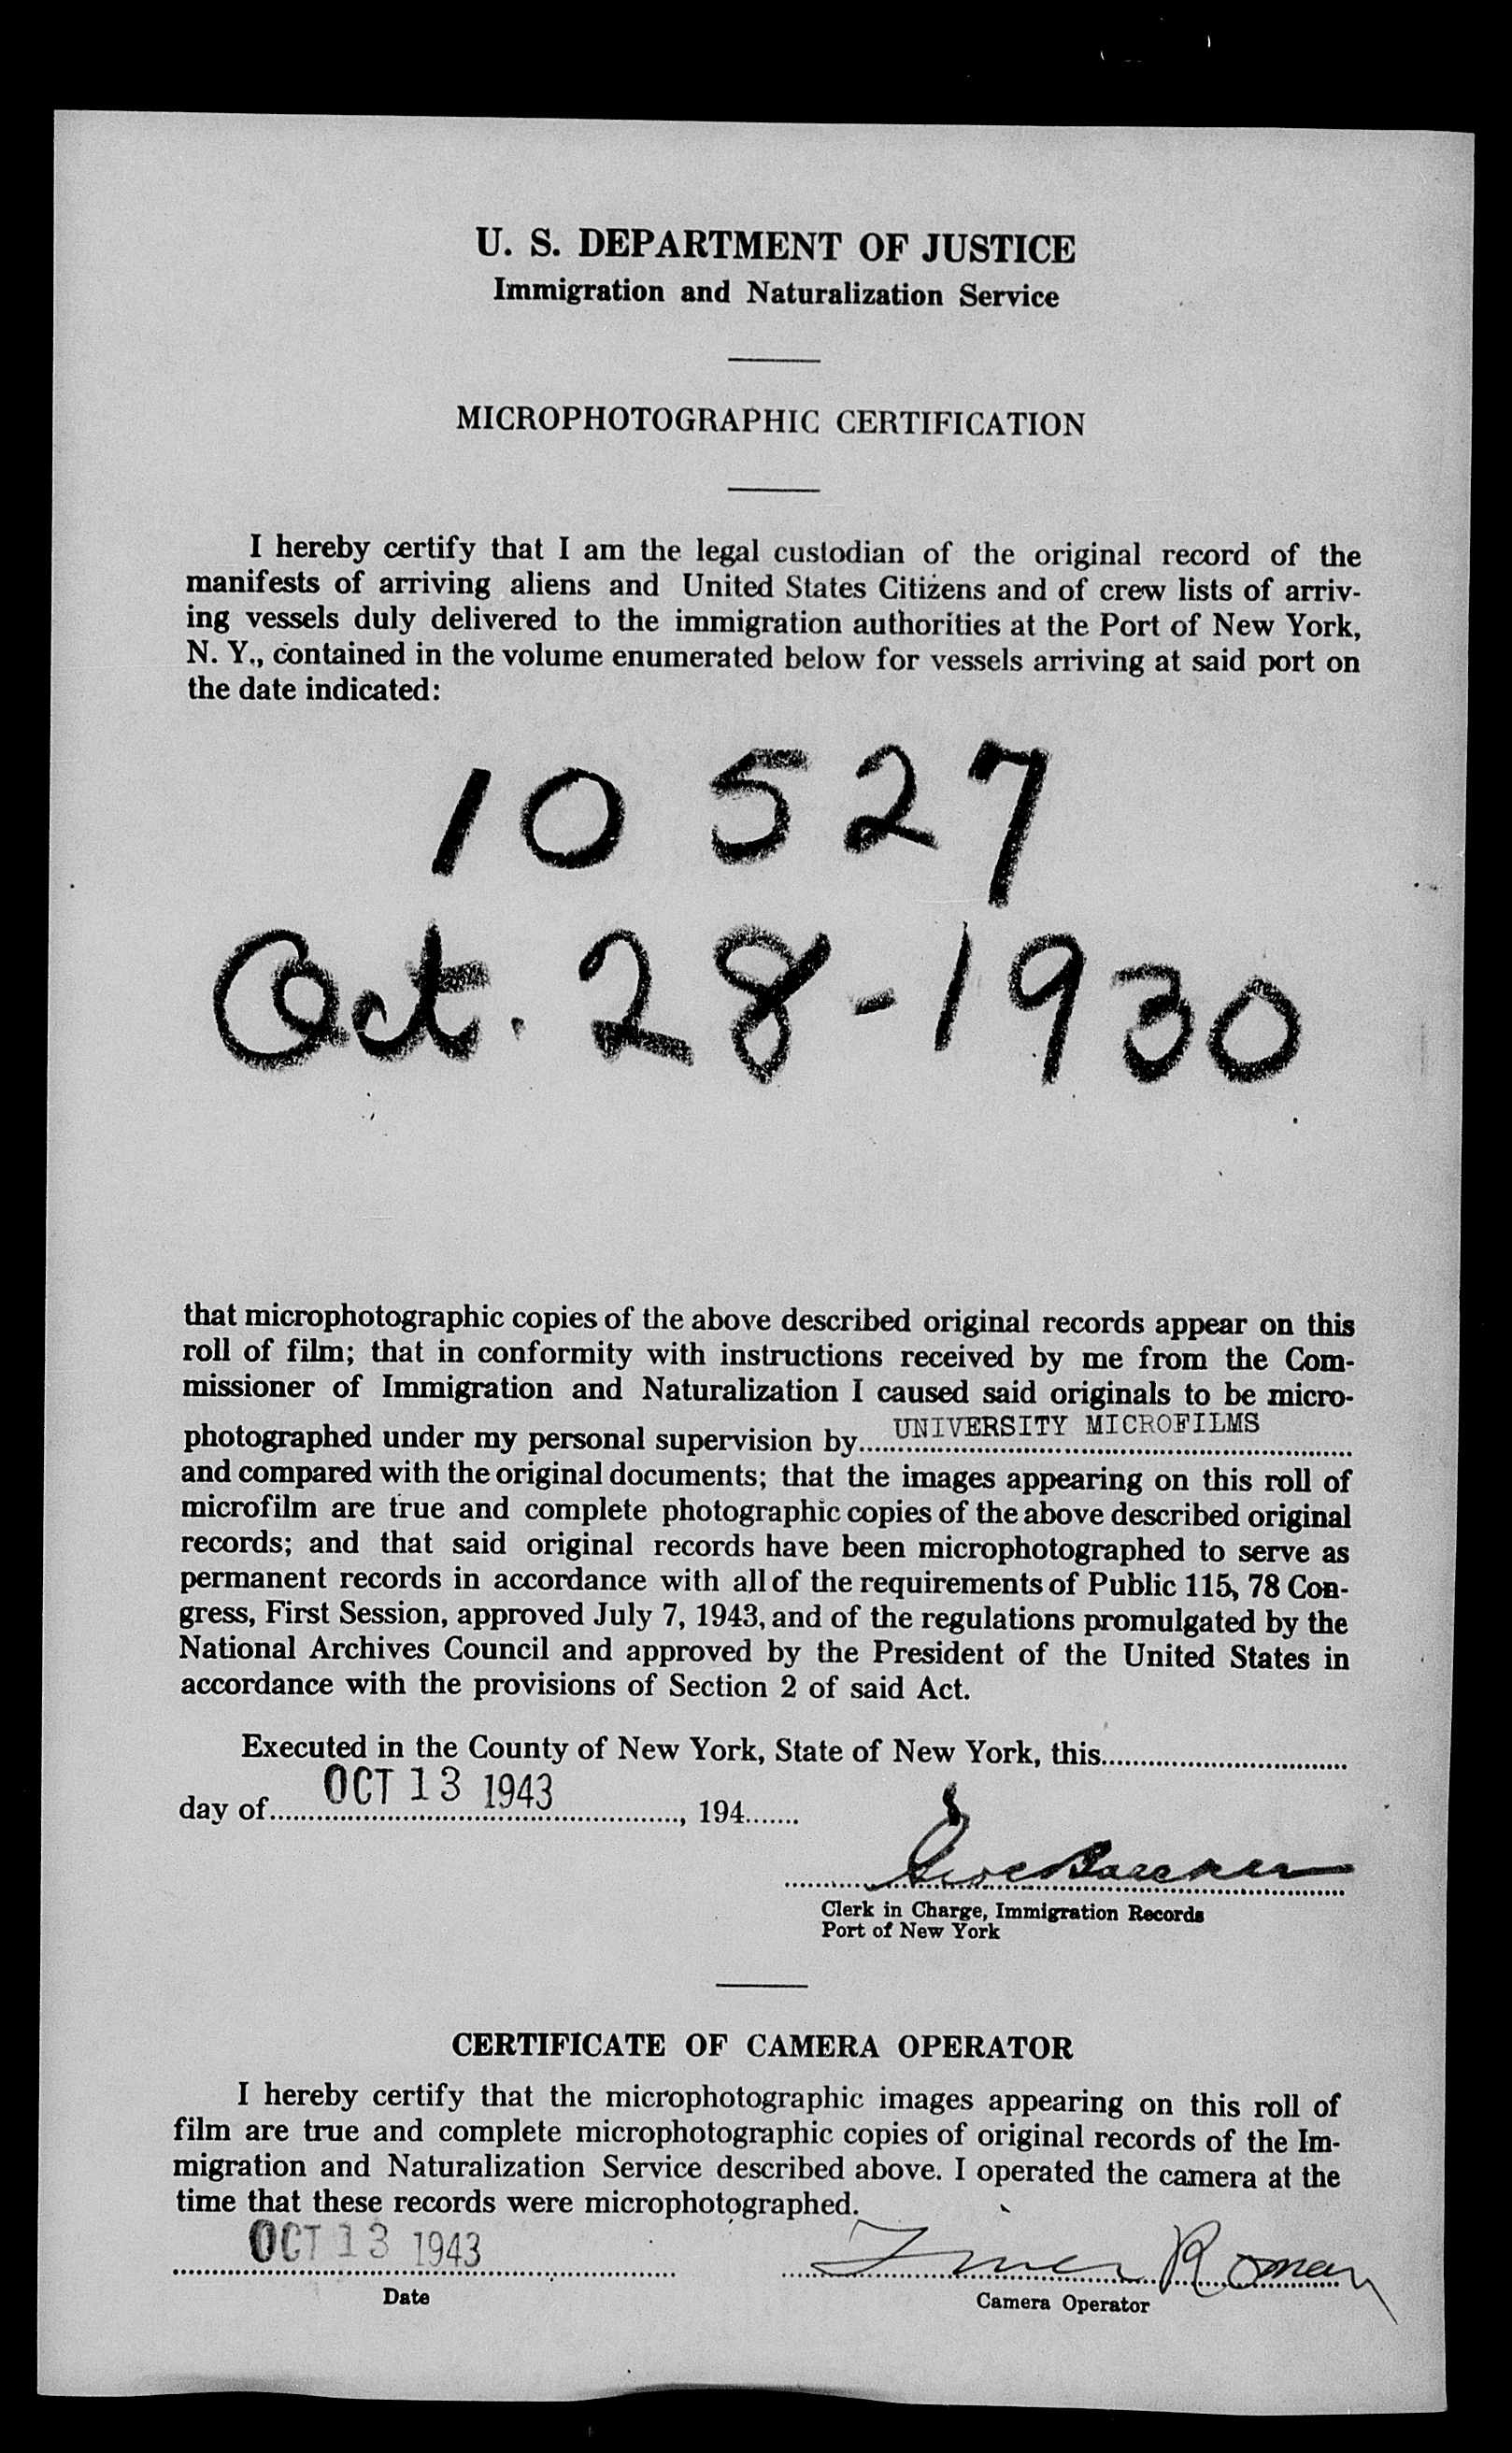 U. S. DEPARTMENT OF JUSTICE
Immigration and Naturalization Service
MICROPHOTOGRAPHIC CERTIFICATION
I hereby certify that I am the legal custodian of the original record of the
manifests of arriving aliens and United States Citizens and of crew lists of arriv-
ing vessels duly delivered to the immigration authorities at the Port of New York,
N. Y., contained in the volume enumerated below for vessels arriving at said port on
the date indicated:
10 527
Oct. 28-1930
that microphotographic copies of the above described original records appear on this
roll of film; that in conformity with instructions received by me from the Com-
missioner of Immigration and Naturalization I caused said originals to be micro-
photographed under my personal supervision by UNIVERSITY MICROFILMS
and compared with the original documents; that the images appearing on this roll of
microfilm are true and complete photographic copies of the above described original
records; and that said original records have been microphotographed to serve as
permanent records in accordance with all of the requirements of Public 115, 78 Con-
gress, First Session, approved July 7, 1943, and of the regulations promulgated by the
National Archives Council and approved by the President of the United States in
accordance with the provisions of Section 2 of said Act.
Executed in the County of New York, State of New York, this
day of OCT 13 1943, 194
Clerk in Charge, Immigration Records
Port of New York
CERTIFICATE OF CAMERA OPERATOR
I hereby certify that the microphotographic images appearing on this roll of
film are true and complete microphotographic copies of original records of the Im-
migration and Naturalization Service described above. I operated the camera at the
time that these records were microphotographed.
OCT 13 1943 Roman
Date Camera Operator